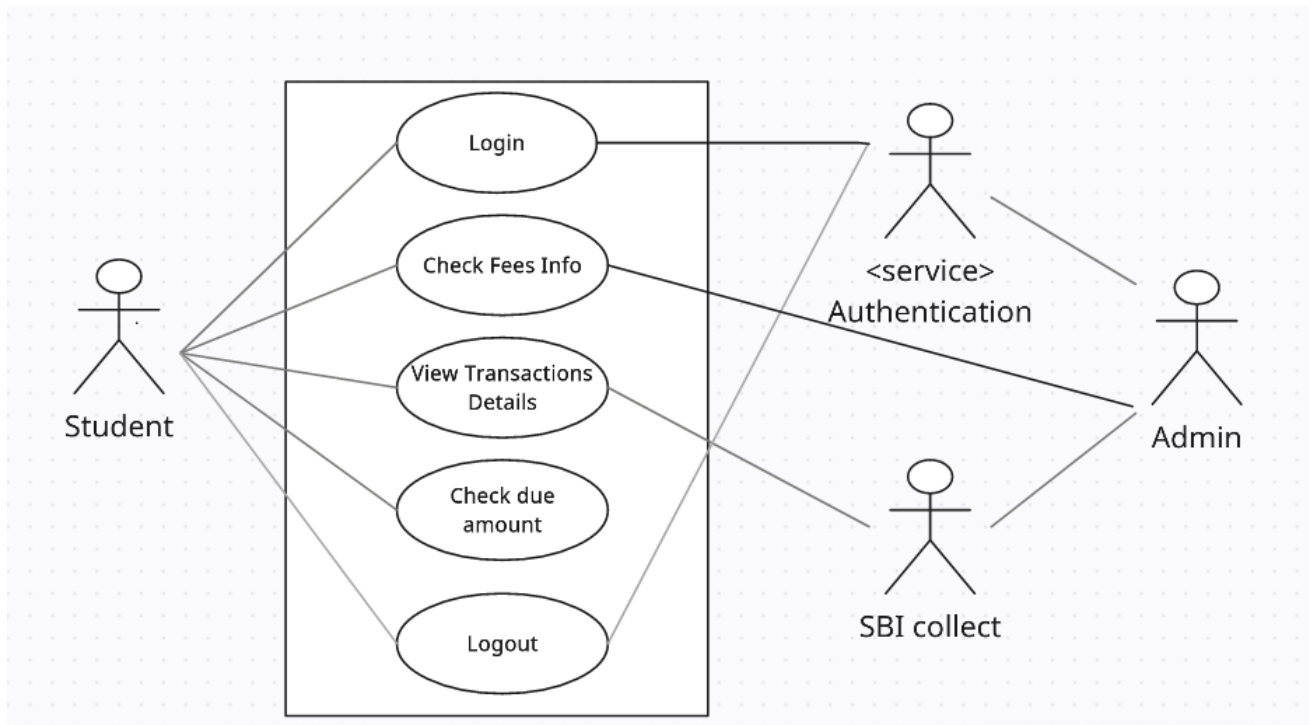 Login
Check Fees Info
View Transactions
Details
Check due
amount
Logout
Student
<service>
Authentication
Admin
SBI collect